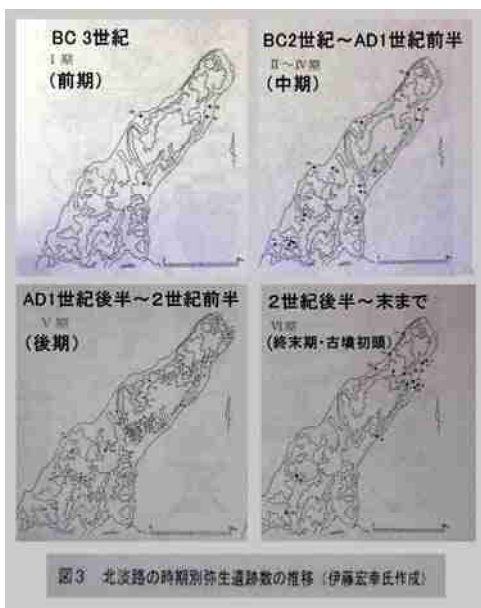 BC 3世紀
I 期
(前期)
BC2世紀～AD1世紀前半
II～IV期
(中期)
AD1世紀後半～2世紀前半
V 期
(後期)
2世紀後半～末まで
VI期
(終末期・古墳初頭)
図3 北淡路の時期別弥生遺跡数の推移（伊藤宏幸氏作成）